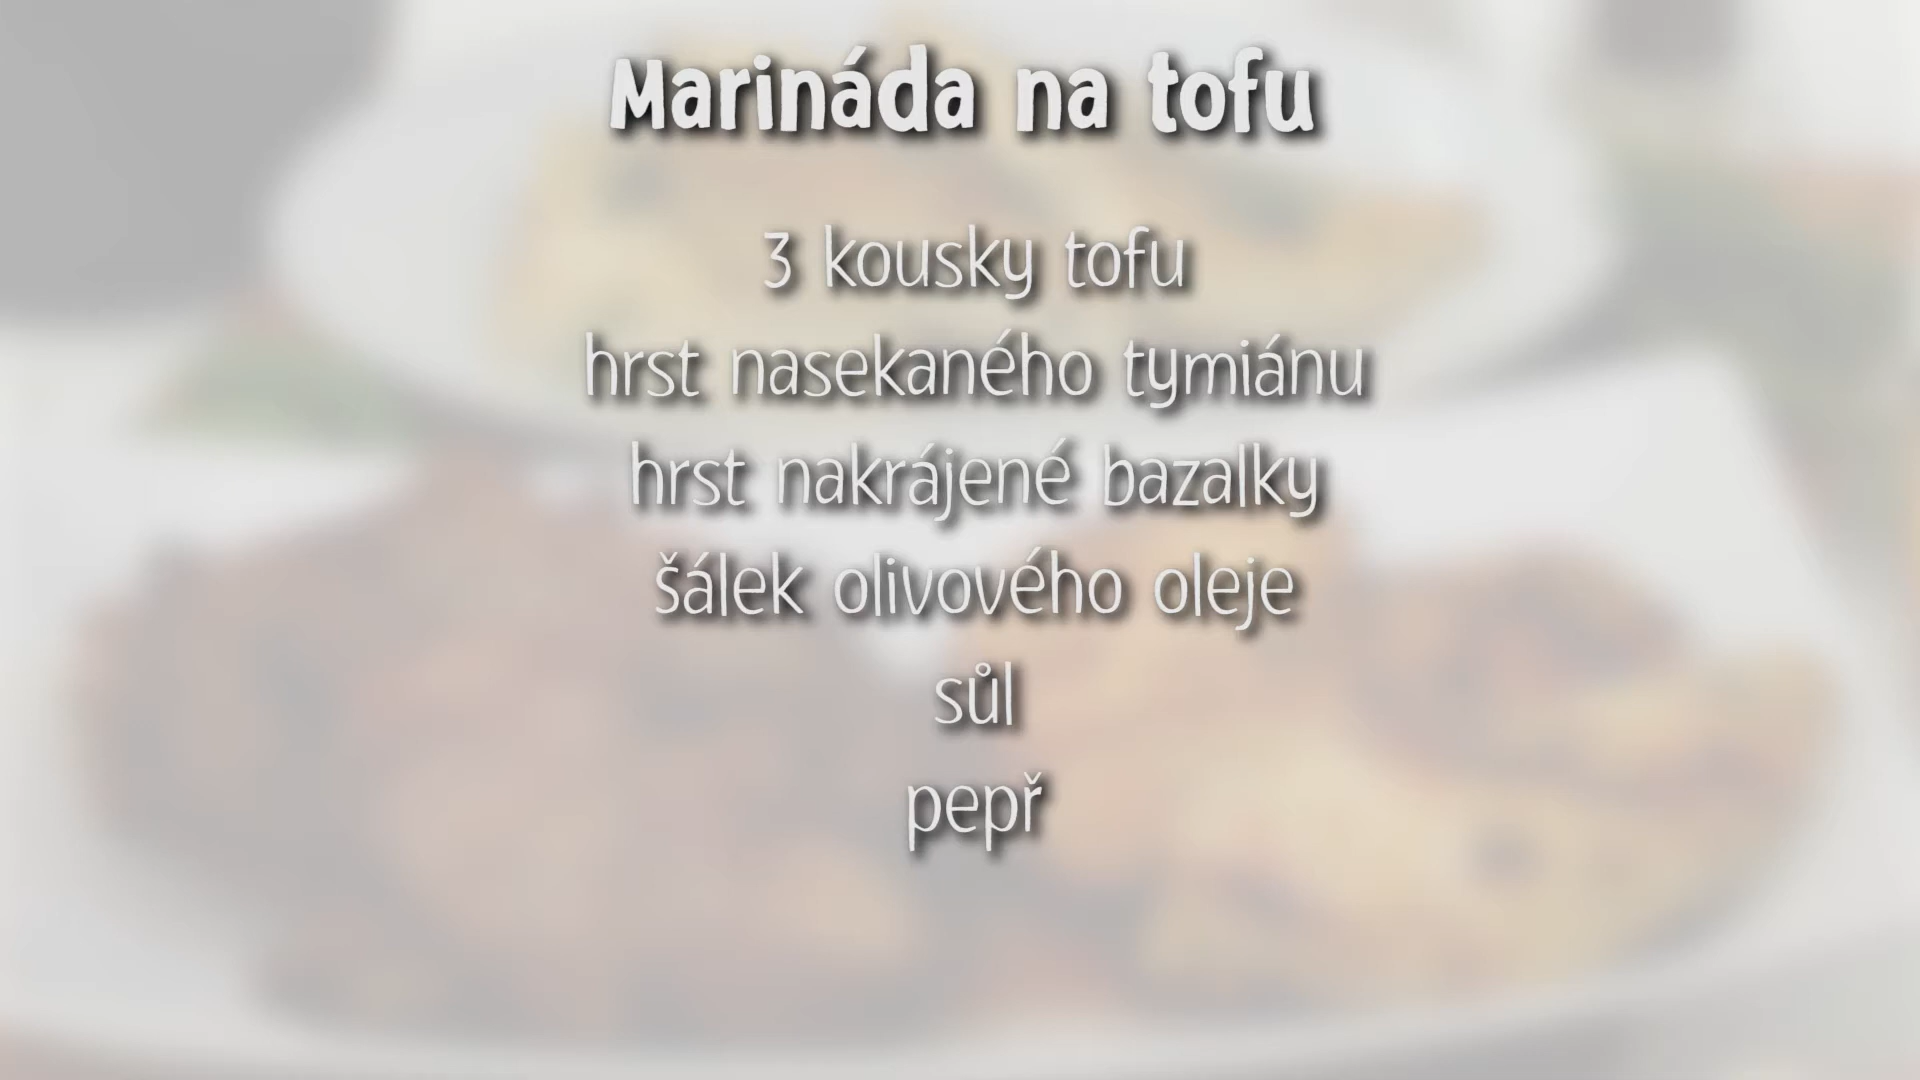 Marináda na tofu
3 kousky tofu
hrst nasekaného tymiánu
hrst nakrájené bazalky
šálek olivového oleje
sůl
pepř